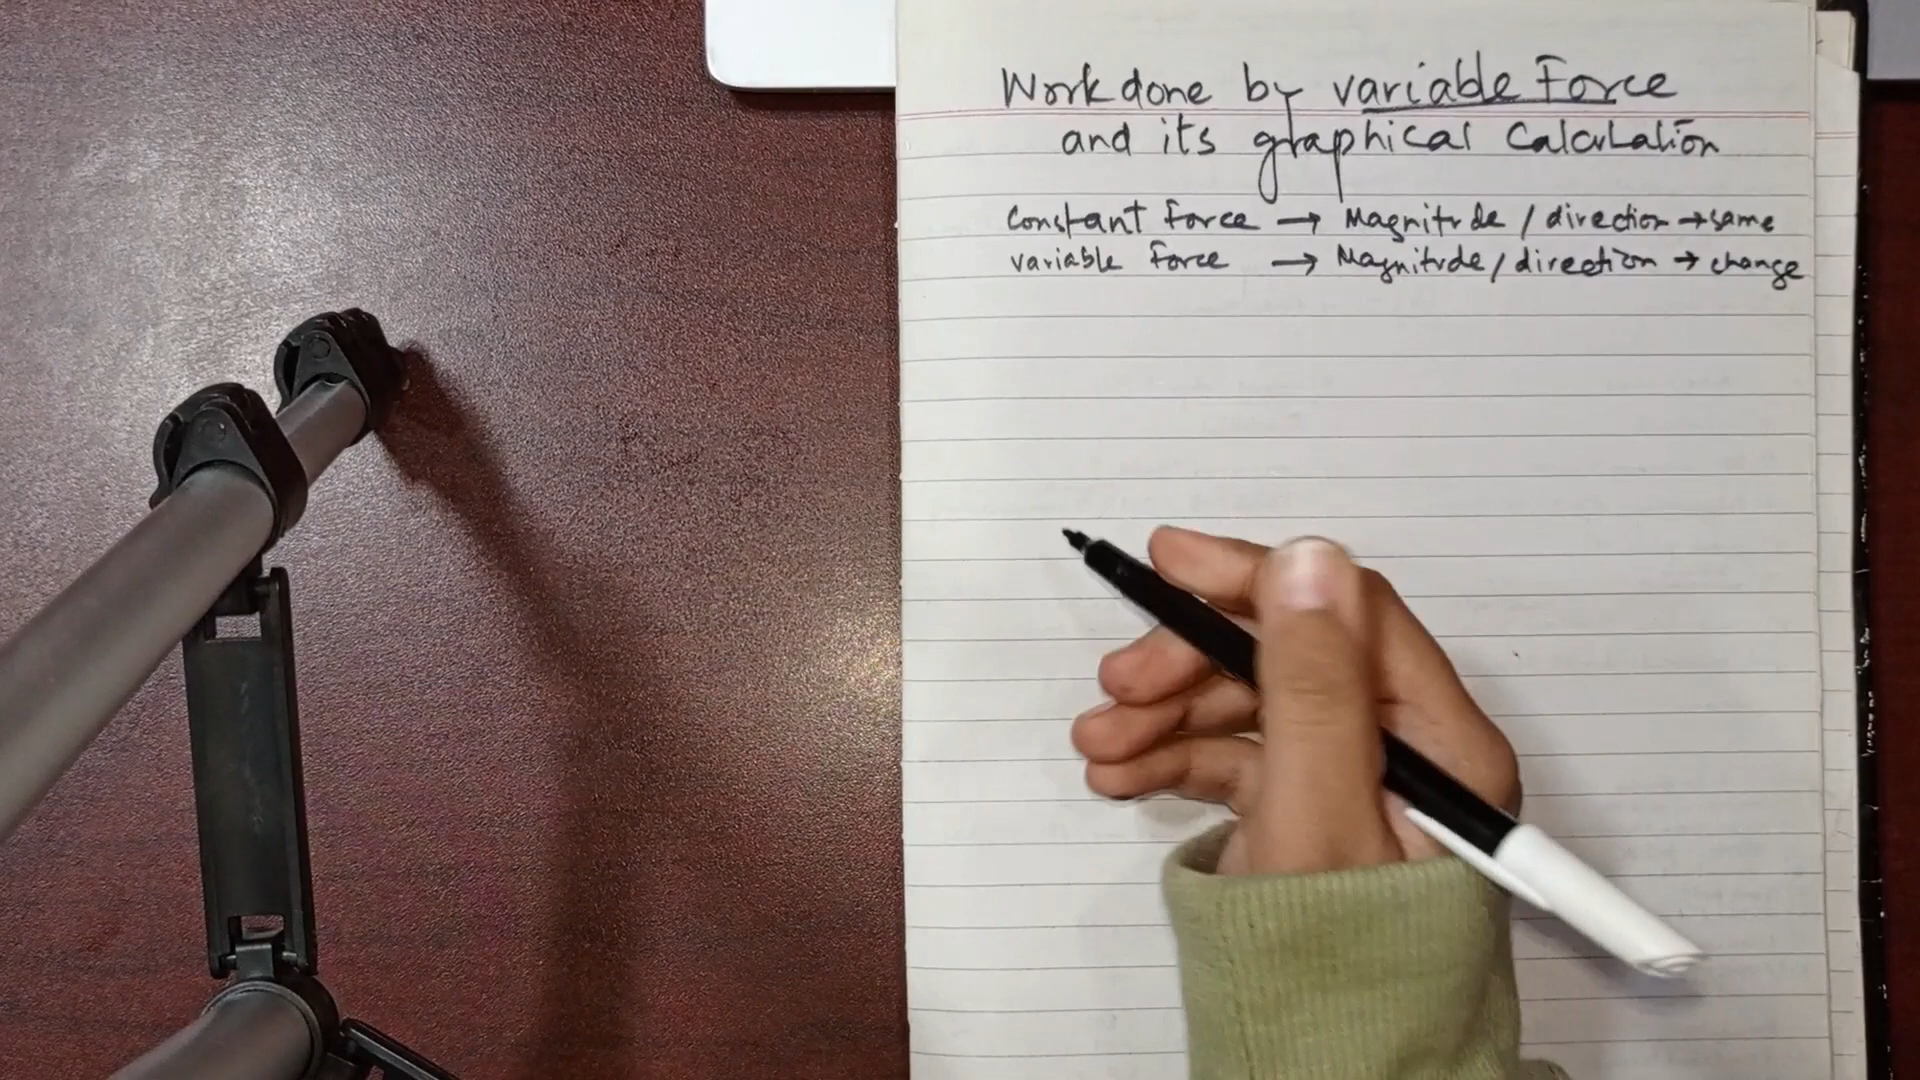 Work done by variable Force
and its graphical Calculation
Constant Force → Magnitude / direction → same
variable Force → Magnitude / direction → change